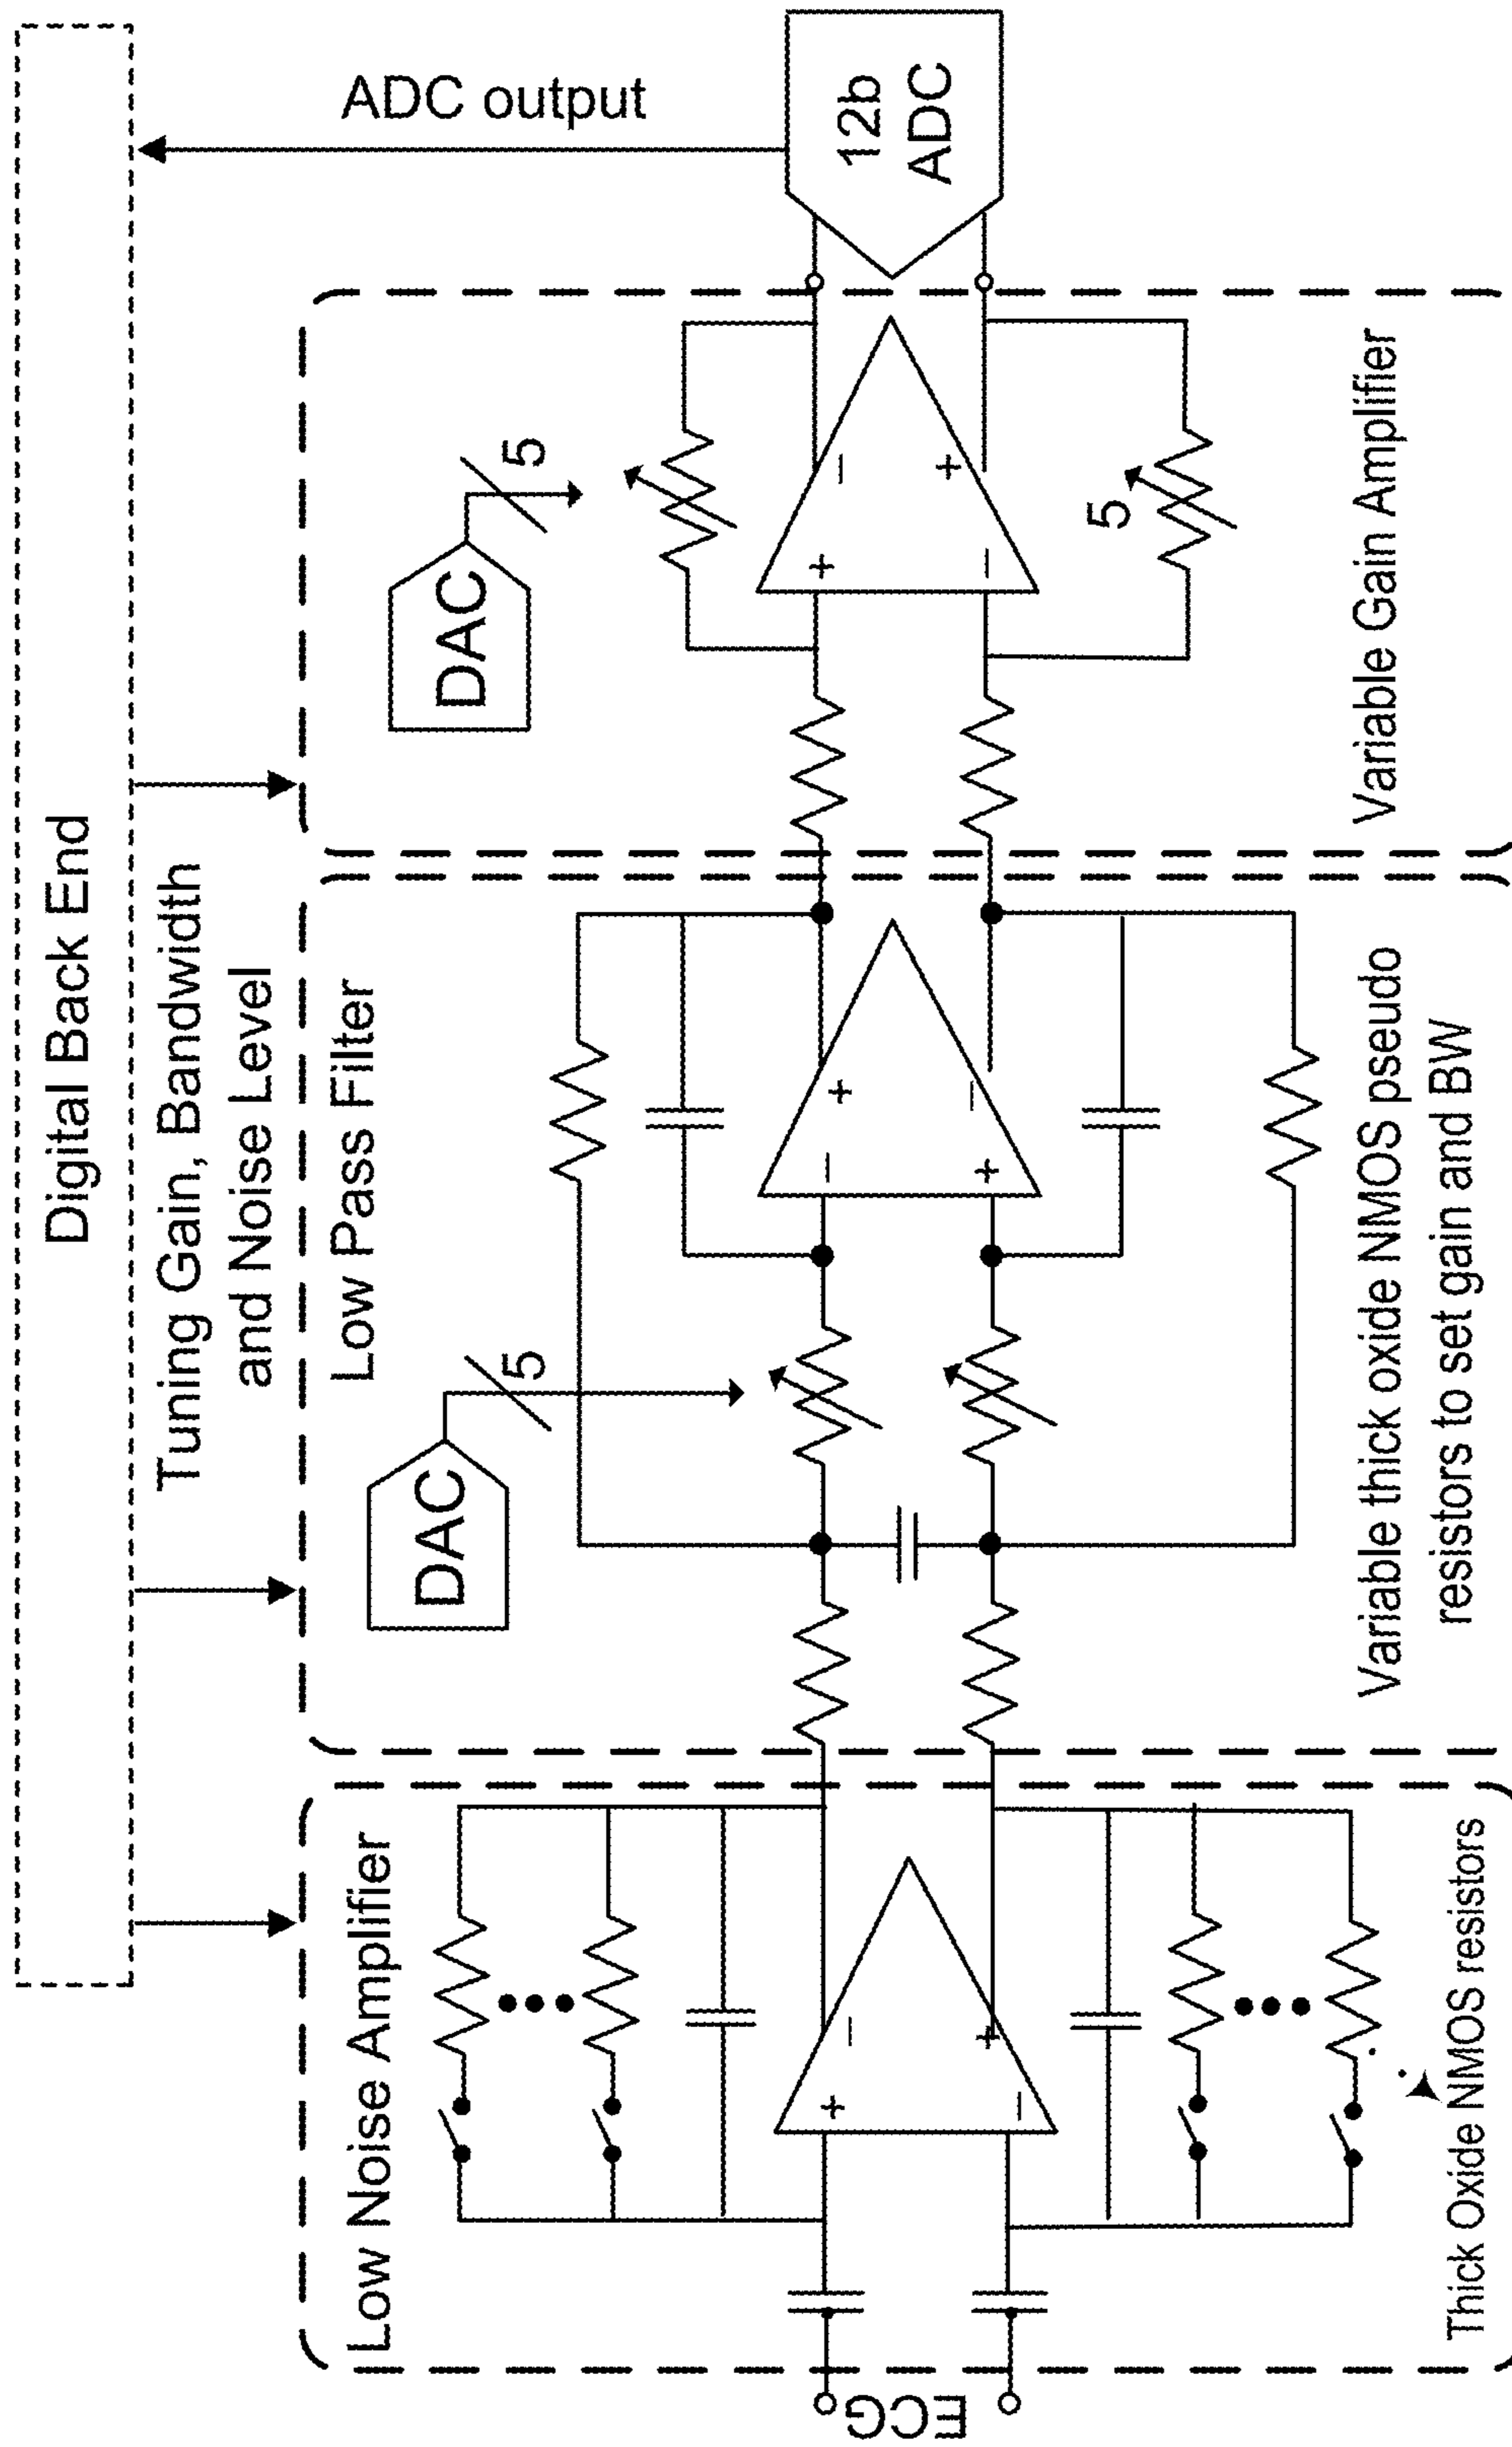 Digital Back End
Tuning Gain, Bandwidth
and Noise Level
ADC output
Low Noise Amplifier
Low Pass Filter
DAC
5
DAC
5
ECG
+
−
−
+
−
+
+
−
+
−
−
+
5
12b
ADC
Thick Oxide NMOS resistors
Variable thick oxide NMOS pseudo
resistors to set gain and BW
Variable Gain Amplifier